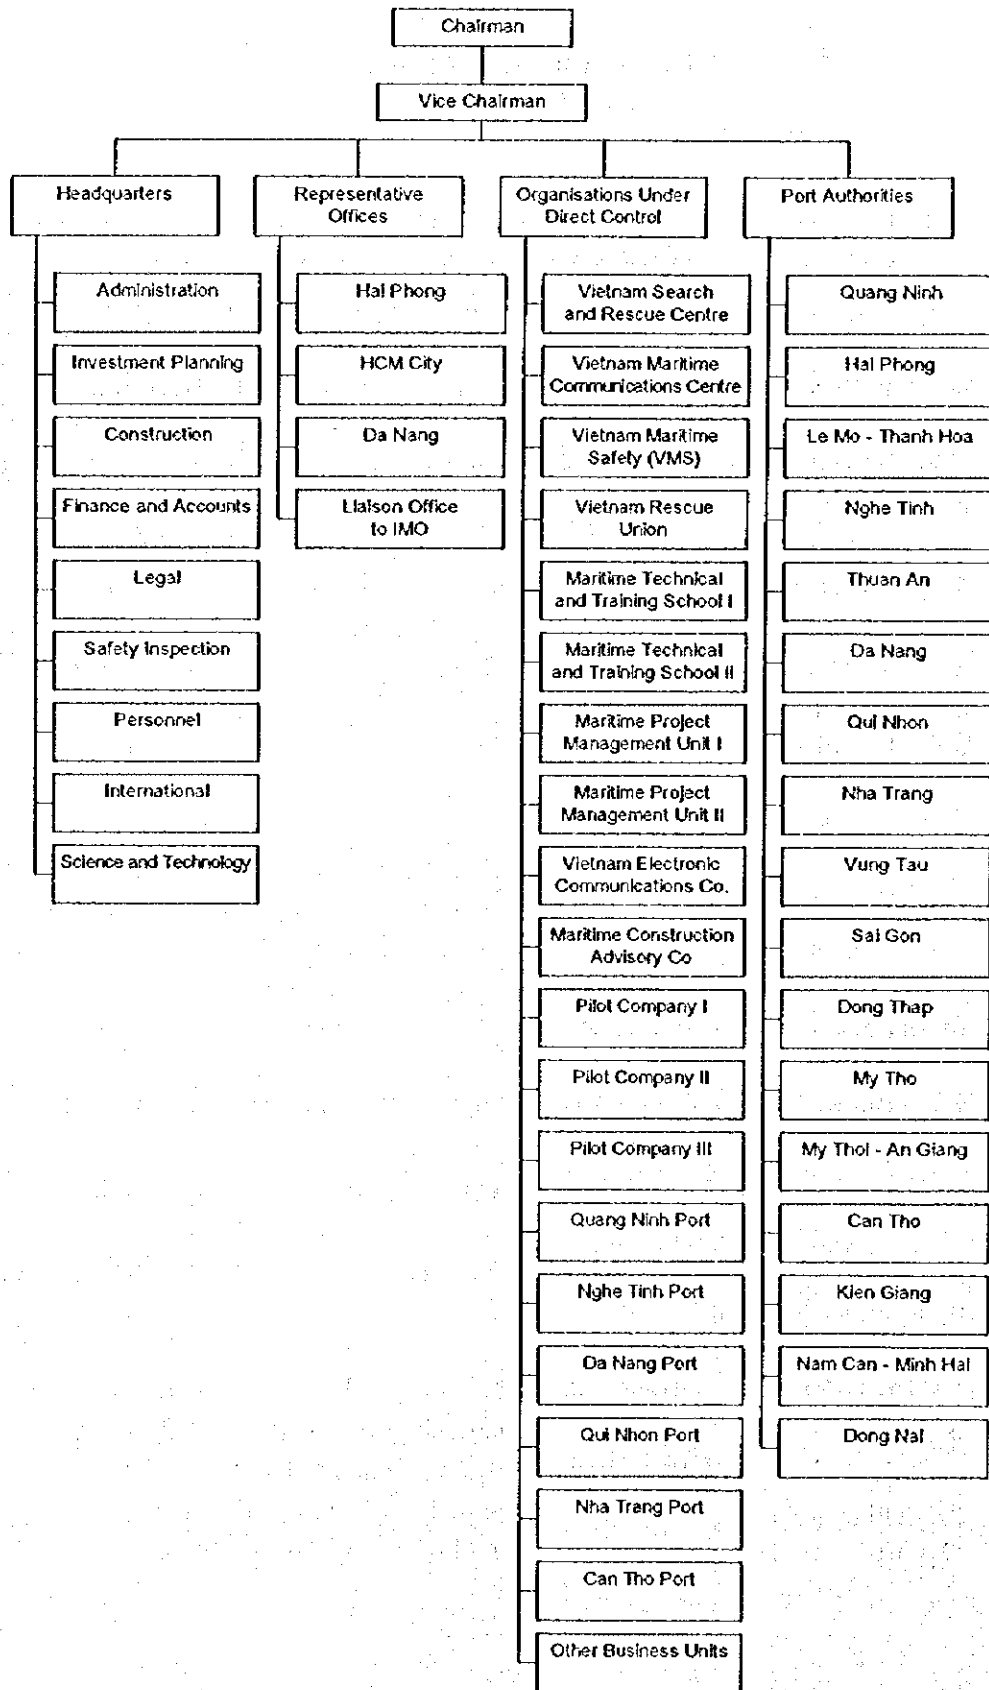 Chairman
Vice Chairman
Headquarters
Representative
Offices
Organisations Under
Direct Control
Port Authorities
Administration
Investment Planning
Construction
Finance and Accounts
Legal
Safety Inspection
Personnel
International
Science and Technology
Hai Phong
HCM City
Da Nang
Liaison Office
to IMO
Vietnam Search
and Rescue Centre
Vietnam Maritime
Communications Centre
Vietnam Maritime
Safety (VMS)
Vietnam Rescue
Union
Maritime Technical
and Training School I
Maritime Technical
and Training School II
Maritime Project
Management Unit I
Maritime Project
Management Unit II
Vietnam Electronic
Communications Co.
Maritime Construction
Advisory Co
Pilot Company I
Pilot Company II
Pilot Company III
Quang Ninh Port
Nghe Tinh Port
Da Nang Port
Qui Nhon Port
Nha Trang Port
Can Tho Port
Other Business Units
Quang Ninh
Hai Phong
Le Mo - Thanh Hoa
Nghe Tinh
Thuan An
Da Nang
Qui Nhon
Nha Trang
Vung Tau
Sai Gon
Dong Thap
My Tho
My Thoi - An Giang
Can Tho
Kien Giang
Nam Can - Minh Hai
Dong Nai